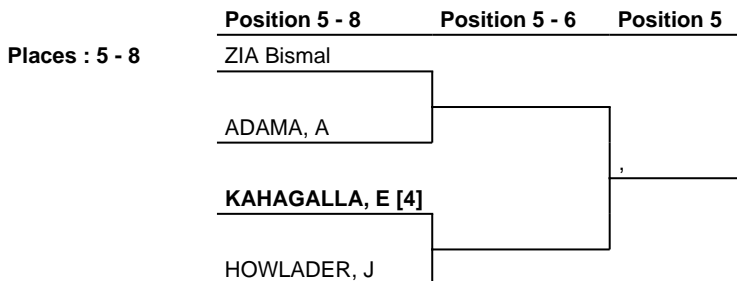 Position 5 - 8 Position 5 - 6 Position 5
Places : 5 - 8 ZIA Bismal
ADAMA, A
,
KAHAGALLA, E [4]
HOWLADER, J